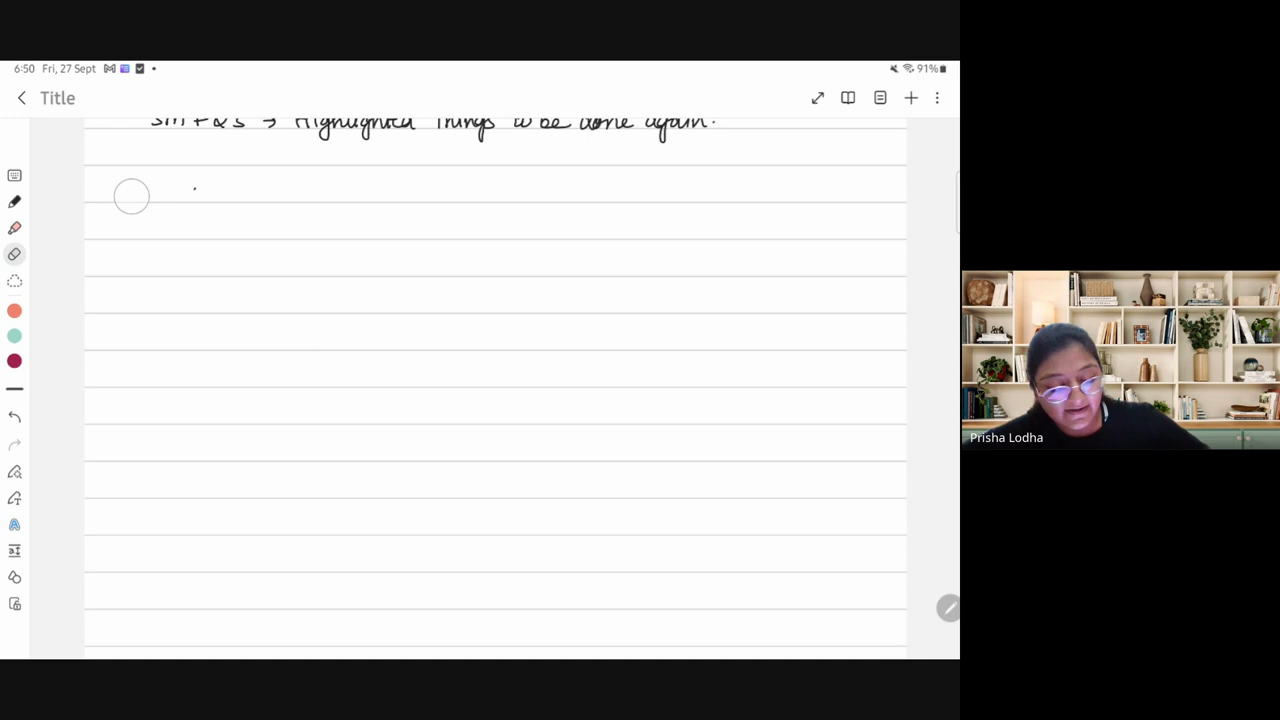 6:50 Fri, 27 Sept 91%
Title
→ Highlighted Things to be done again.
Prisha Lodha